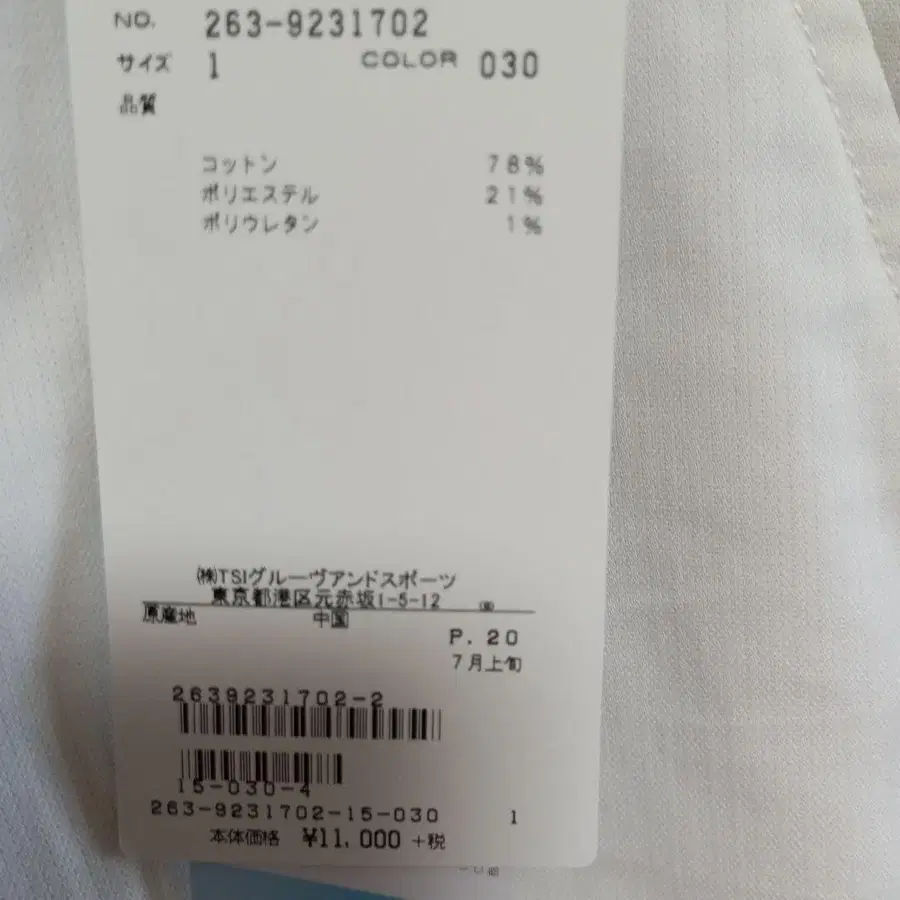 NO. 263-9231702
サイズ 1 COLOR 030
品質
コットン 78%
ポリエステル 21%
ポリウレタン 1%
㈱TSIグルーヴアンドスポーツ
東京都港区元赤坂1-5-12
原産地 中国
P. 20
7月上旬
2639231702-2
15-030-4
263-9231702-15-030 1
本体価格 ¥11,000 +税